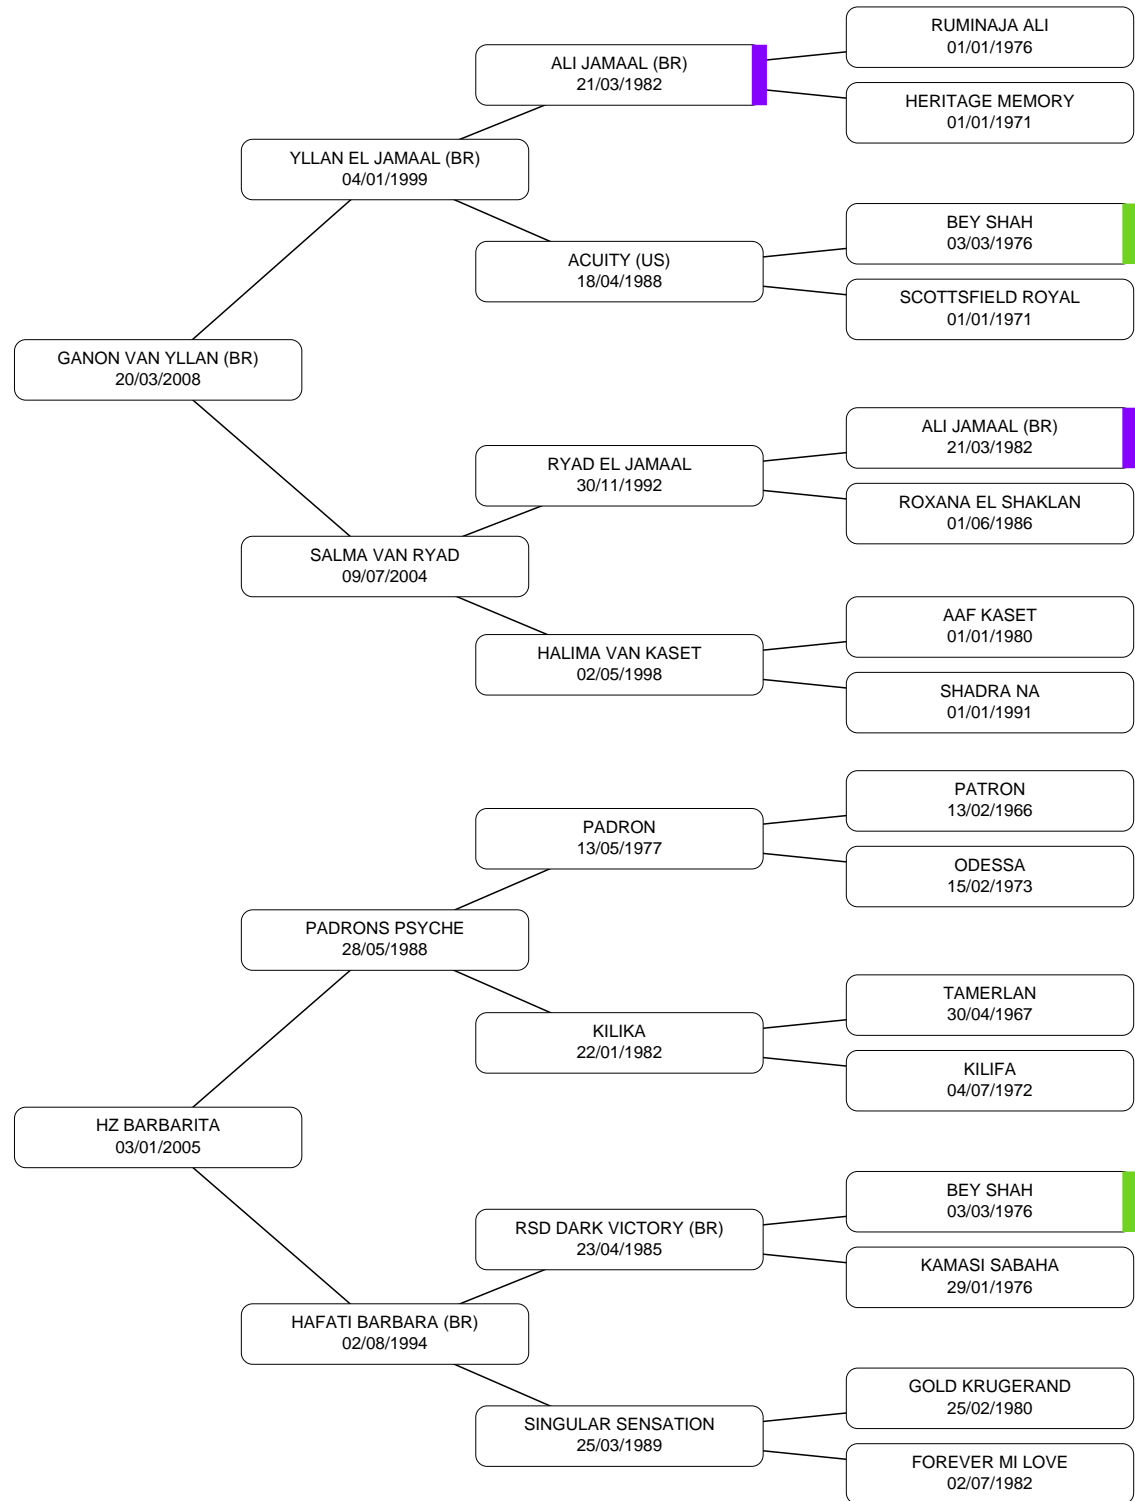 RUMINAJA ALI
01/01/1976
ALI JAMAAL (BR)
21/03/1982
HERITAGE MEMORY
01/01/1971
YLLAN EL JAMAAL (BR)
04/01/1999
BEY SHAH
03/03/1976
ACUITY (US)
18/04/1988
SCOTTSFIELD ROYAL
01/01/1971
GANON VAN YLLAN (BR)
20/03/2008
ALI JAMAAL (BR)
21/03/1982
RYAD EL JAMAAL
30/11/1992
ROXANA EL SHAKLAN
01/06/1986
SALMA VAN RYAD
09/07/2004
AAF KASET
01/01/1980
HALIMA VAN KASET
02/05/1998
SHADRA NA
01/01/1991
PATRON
13/02/1966
PADRON
13/05/1977
ODESSA
15/02/1973
PADRONS PSYCHE
28/05/1988
TAMERLAN
30/04/1967
KILIKA
22/01/1982
KILIFA
04/07/1972
HZ BARBARITA
03/01/2005
BEY SHAH
03/03/1976
RSD DARK VICTORY (BR)
23/04/1985
KAMASI SABAHA
29/01/1976
HAFATI BARBARA (BR)
02/08/1994
GOLD KRUGERAND
25/02/1980
SINGULAR SENSATION
25/03/1989
FOREVER MI LOVE
02/07/1982